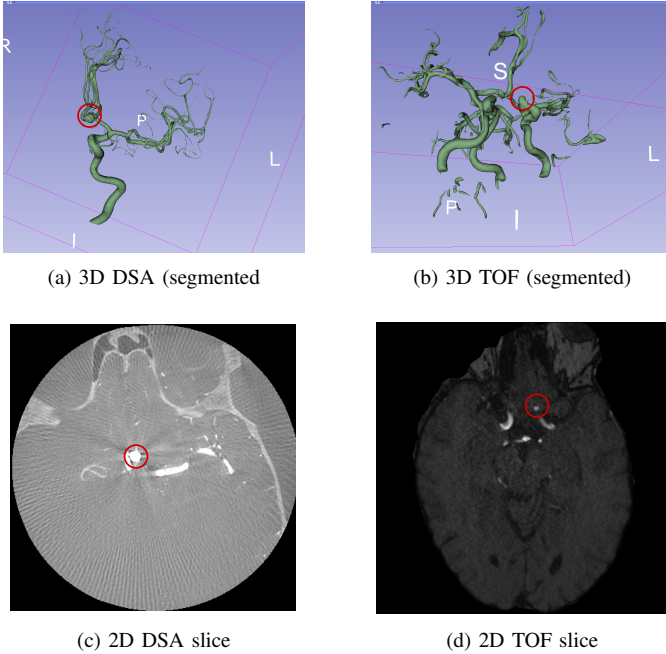 R
P
L
I
S
L
P
I
(a) 3D DSA (segmented
(b) 3D TOF (segmented)
(c) 2D DSA slice
(d) 2D TOF slice